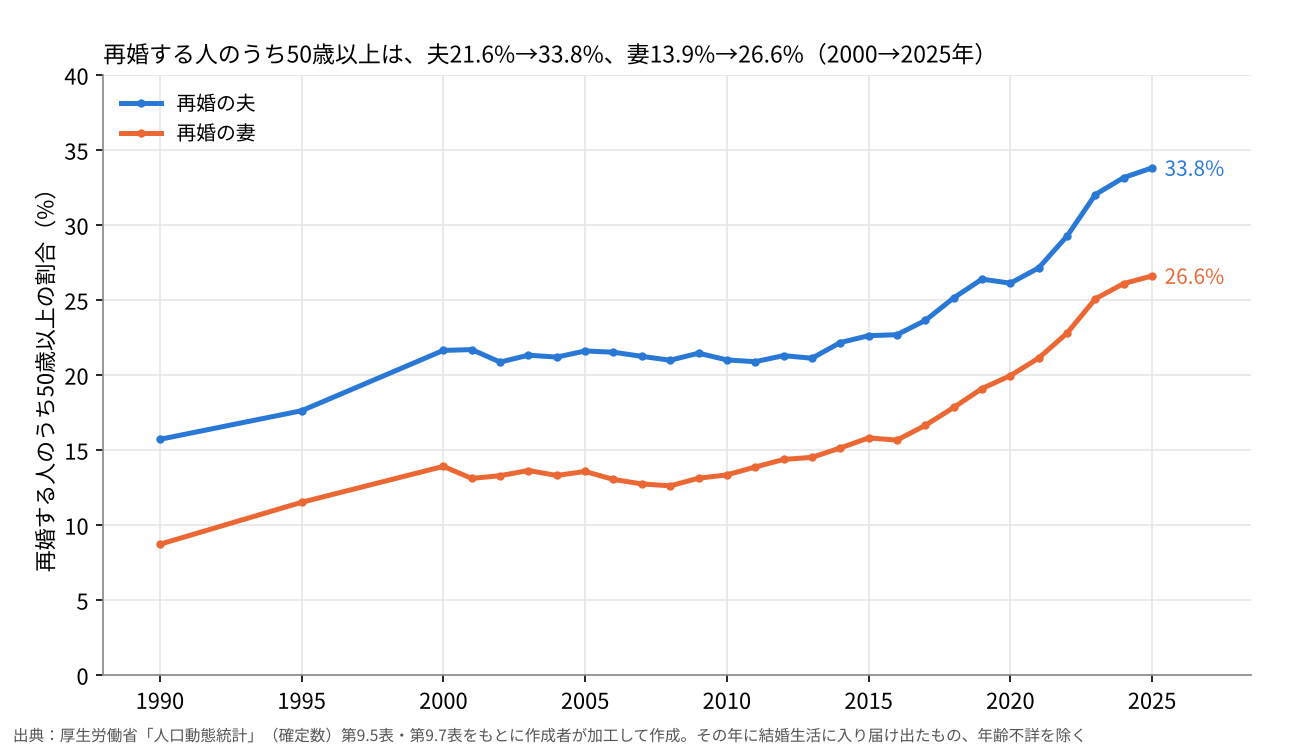 再婚する人のうち50歳以上は、夫21.6%→33.8%、妻13.9%→26.6%（2000→2025年）
再婚する人のうち50歳以上の割合（%）
40
35
30
25
20
15
10
5
0
再婚の夫
再婚の妻
33.8%
26.6%
1990 1995 2000 2005 2010 2015 2020 2025
出典：厚生労働省「人口動態統計」（確定数）第9.5表・第9.7表をもとに作成者が加工して作成。その年に結婚生活に入り届け出たもの、年齢不詳を除く